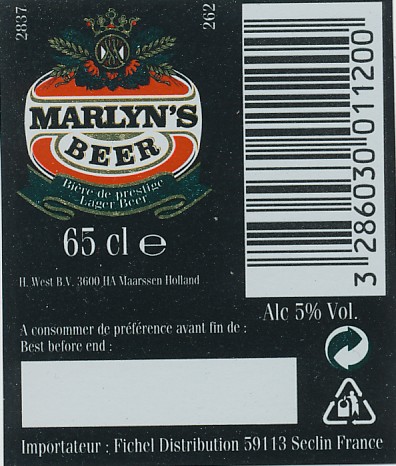 2837
262
MARLYN'S
BEER
Bière de prestige
Lager Beer
65 cl e
H. West B.V. 3600 HA Maarssen Holland
3 286030 011200
Alc 5% Vol.
A consommer de préférence avant fin de :
Best before end :
Importateur : Fichel Distribution 59113 Seclin France